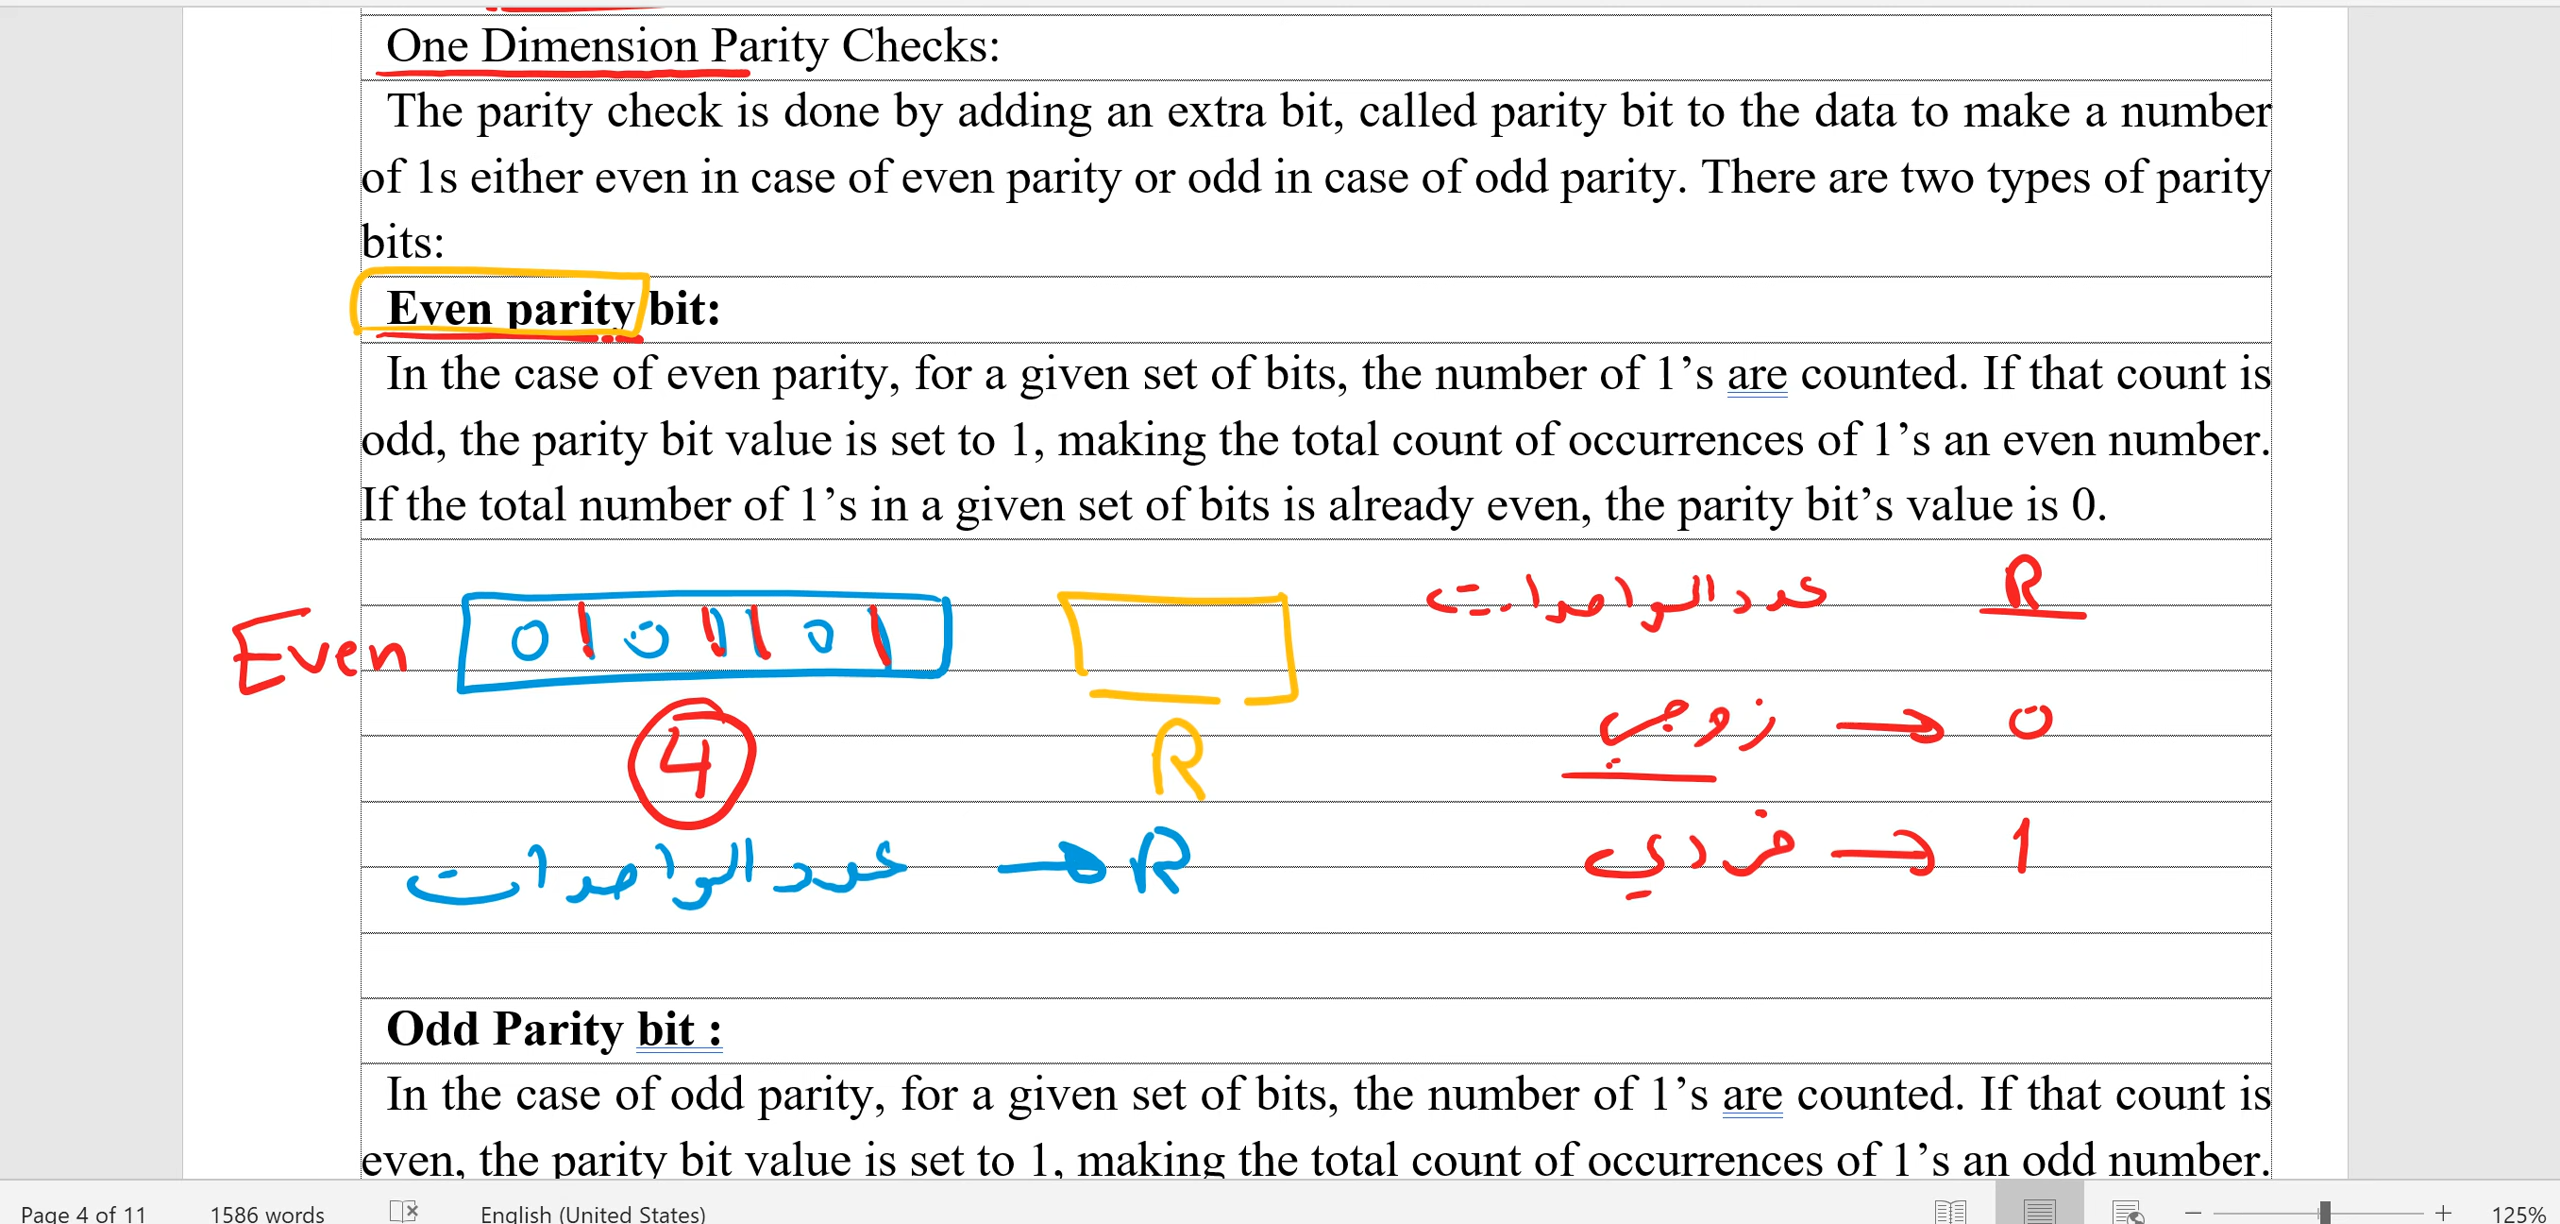 One Dimension Parity Checks:
The parity check is done by adding an extra bit, called parity bit to the data to make a number
of 1s either even in case of even parity or odd in case of odd parity. There are two types of parity
bits:
Even parity bit:
In the case of even parity, for a given set of bits, the number of 1’s are counted. If that count is
odd, the parity bit value is set to 1, making the total count of occurrences of 1’s an even number.
If the total number of 1’s in a given set of bits is already even, the parity bit’s value is 0.
عدد الواحدات R
Even 01011101
زوجي → 0
4 R
فردي → 1
عدد الواحدات → R
Odd Parity bit :
In the case of odd parity, for a given set of bits, the number of 1’s are counted. If that count is
even, the parity bit value is set to 1, making the total count of occurrences of 1’s an odd number.
Page 4 of 11 1586 words English (United States) 125%